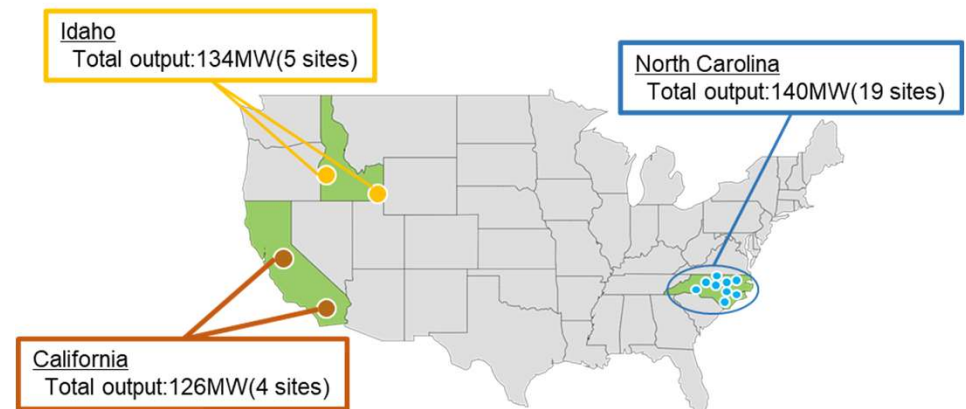 Idaho
Total output:134MW(5 sites)
North Carolina
Total output:140MW(19 sites)
California
Total output:126MW(4 sites)